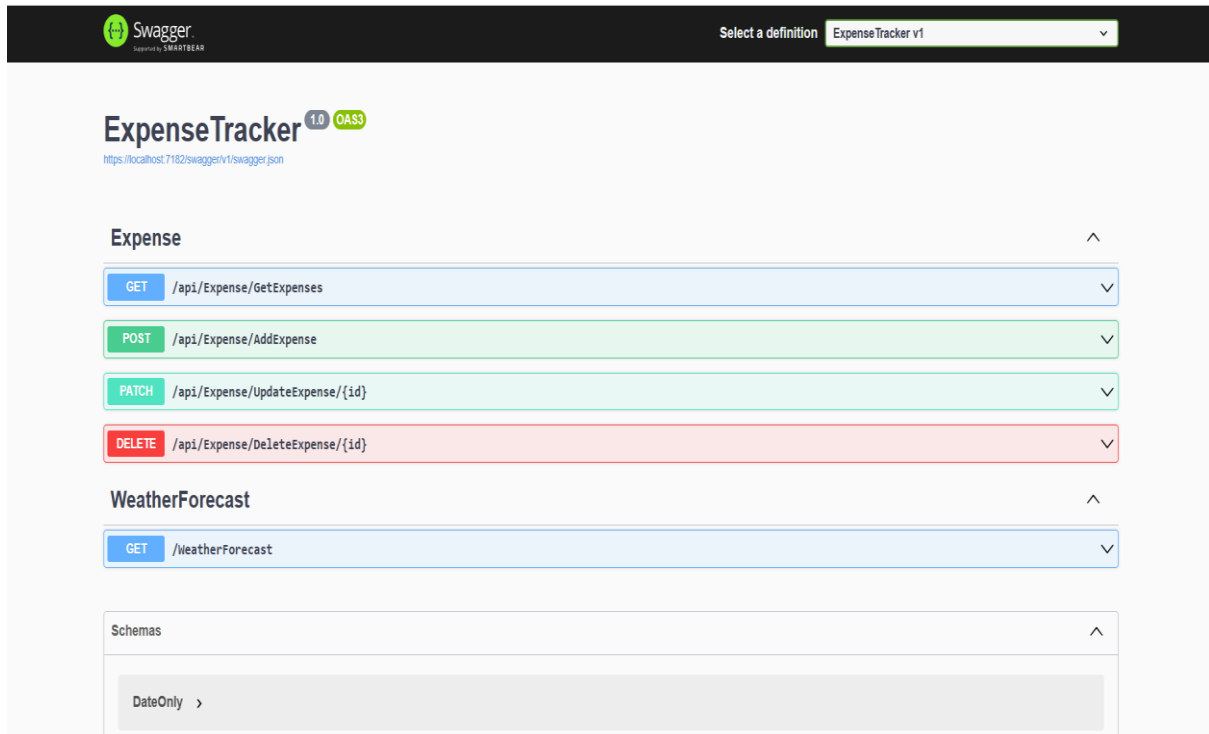 Swagger.
Supported by SMARTBEAR
Select a definition
ExpenseTracker v1
ExpenseTracker 1.0 OAS3
https://localhost:7182/swagger/v1/swagger.json
Expense
GET /api/Expense/GetExpenses
POST /api/Expense/AddExpense
PATCH /api/Expense/UpdateExpense/{id}
DELETE /api/Expense/DeleteExpense/{id}
WeatherForecast
GET /WeatherForecast
Schemas
DateOnly